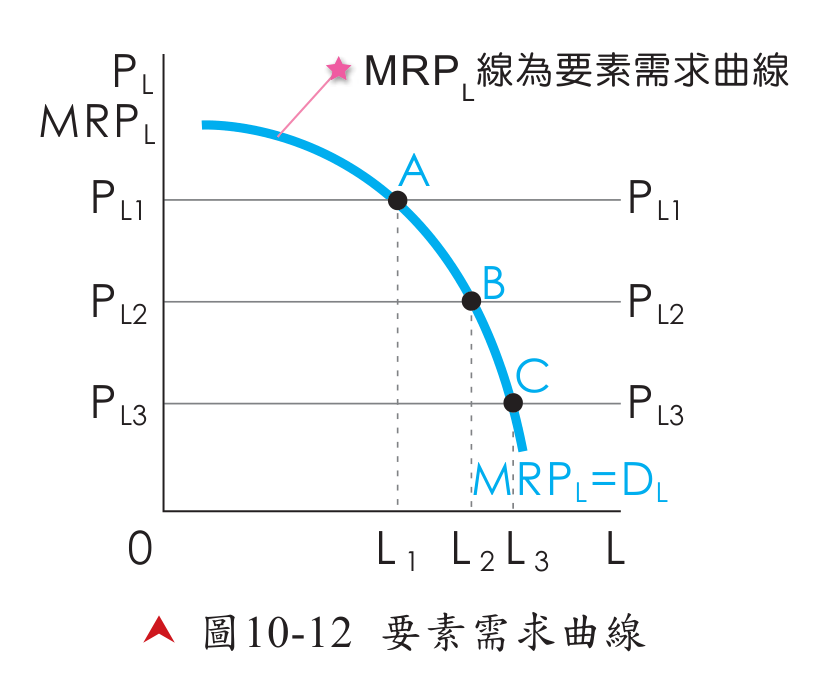 P_L
MRP_L
MRP_L線為要素需求曲線
A
P_L1 P_L1
B
P_L2 P_L2
C
P_L3 P_L3
MRP_L=D_L
0 L_1 L_2 L_3 L
圖10-12 要素需求曲線